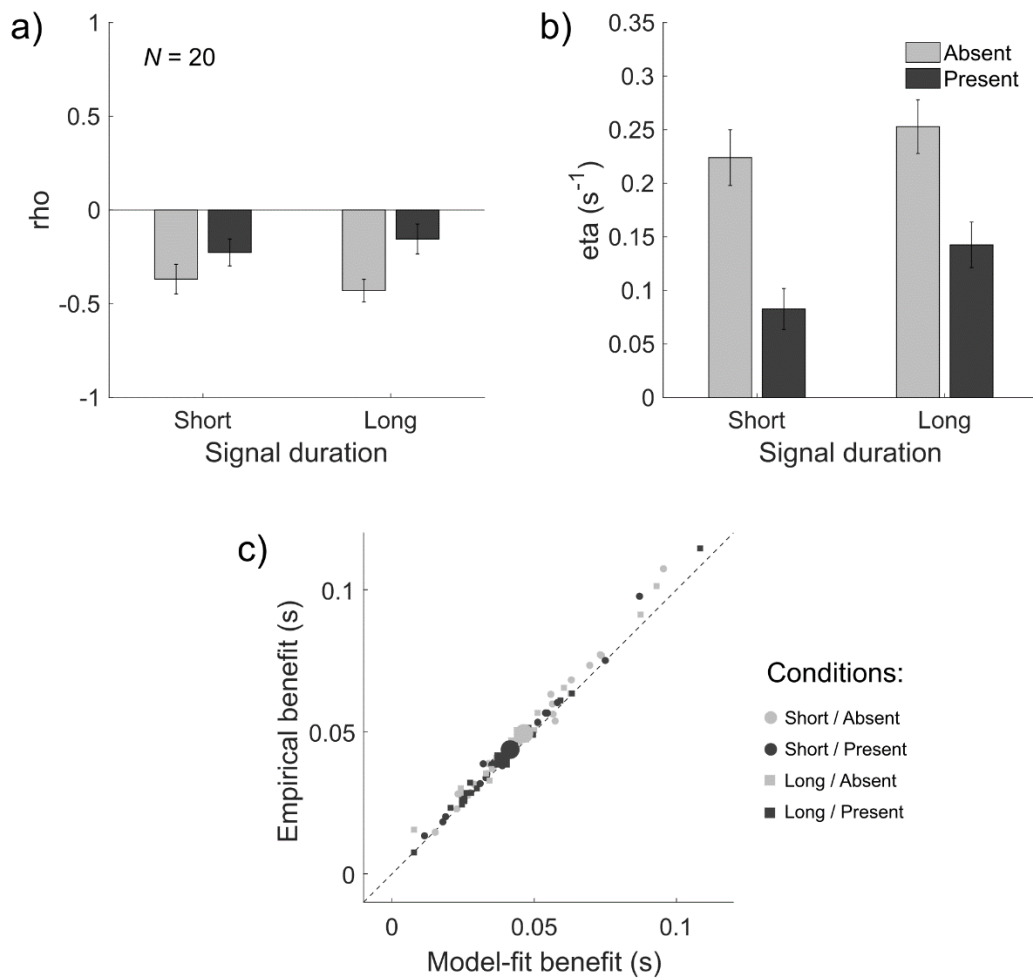 a)
N = 20
1
0.5
0
-0.5
-1
rho
Short
Long
Signal duration
b)
Absent
Present
0.35
0.3
0.25
0.2
0.15
0.1
0.05
0
eta (s⁻¹)
Short
Long
Signal duration
c)
0.1
0.05
0
Empirical benefit (s)
0
0.05
0.1
Model-fit benefit (s)
Conditions:
Short / Absent
Short / Present
Long / Absent
Long / Present